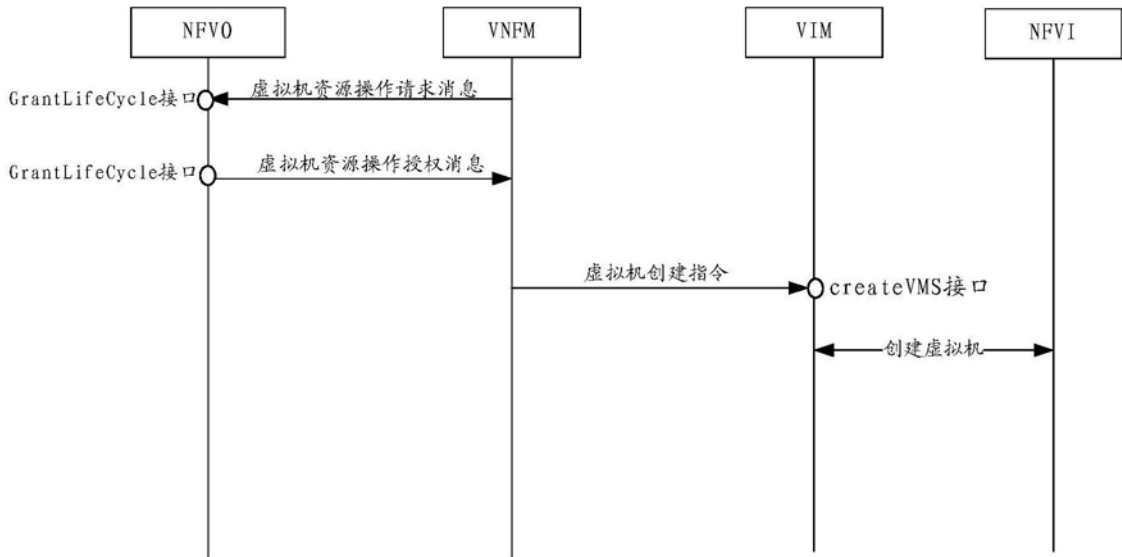 NFVO
VNFM
VIM
NFVI
虚拟机资源操作请求消息
GrantLifeCycle接口
虚拟机资源操作授权消息
GrantLifeCycle接口
虚拟机创建指令
createVMS接口
创建虚拟机